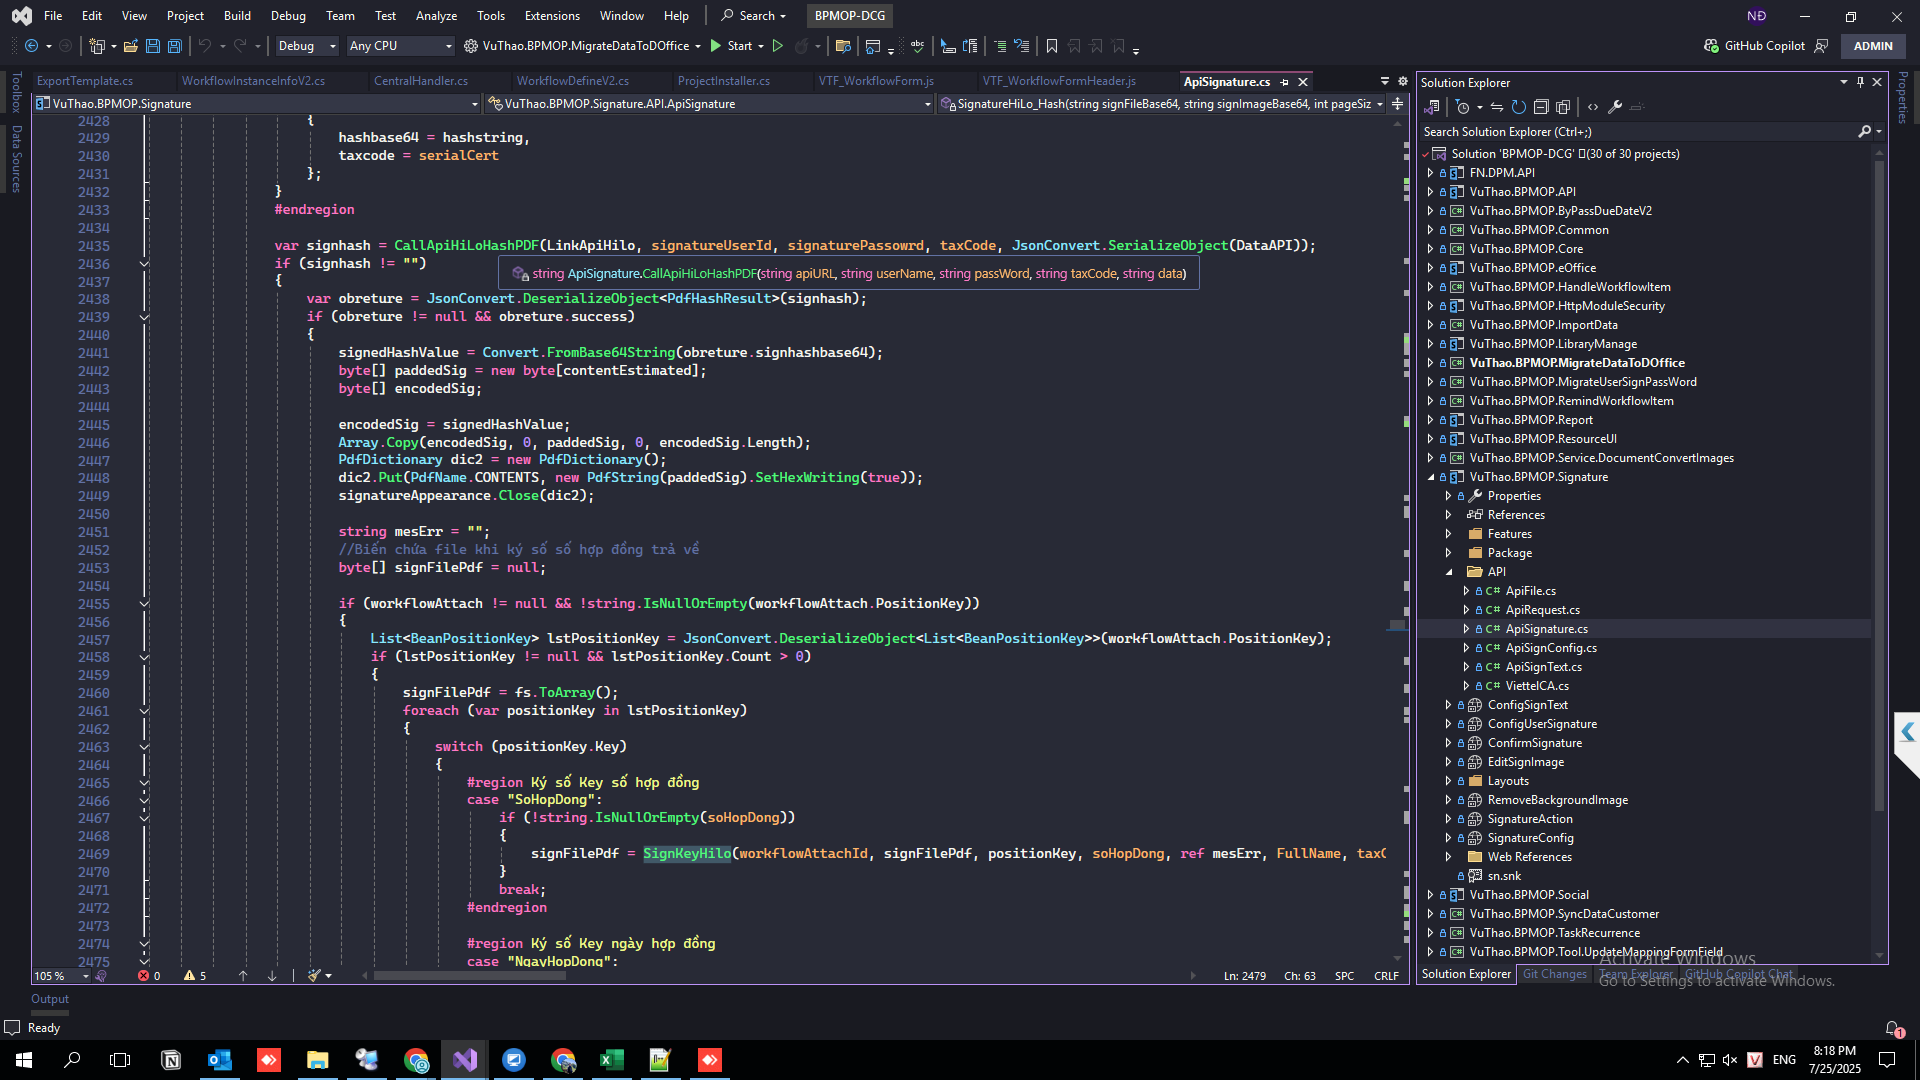 File Edit View Project Build Debug Team Test Analyze Tools Extensions Window Help Search BPMOP-DCG NĐ
Debug Any CPU VuThao.BPMOP.MigrateDataToDOffice Start GitHub Copilot ADMIN
Toolbox
Data Sources
ExportTemplate.cs WorkflowInstanceInfoV2.cs CentralHandler.cs WorkflowDefineV2.cs ProjectInstaller.cs VTF_WorkflowForm.js VTF_WorkflowFormHeader.js ApiSignature.cs
VuThao.BPMOP.Signature VuThao.BPMOP.Signature.API.ApiSignature SignatureHiLo_Hash(string signFileBase64, string signImageBase64, int pageSiz
2428 {
2429 hashbase64 = hashstring,
2430 taxcode = serialCert
2431 };
2432 }
2433 #endregion
2434
2435 var signhash = CallApiHiLoHashPDF(LinkApiHilo, signatureUserId, signaturePassowrd, taxCode, JsonConvert.SerializeObject(DataAPI));
2436 if (signhash != "")
string ApiSignature.CallApiHiLoHashPDF(string apiURL, string userName, string passWord, string taxCode, string data)
2437 {
2438 var obreture = JsonConvert.DeserializeObject<PdfHashResult>(signhash);
2439 if (obreture != null && obreture.success)
2440 {
2441 signedHashValue = Convert.FromBase64String(obreture.signhashbase64);
2442 byte[] paddedSig = new byte[contentEstimated];
2443 byte[] encodedSig;
2444
2445 encodedSig = signedHashValue;
2446 Array.Copy(encodedSig, 0, paddedSig, 0, encodedSig.Length);
2447 PdfDictionary dic2 = new PdfDictionary();
2448 dic2.Put(PdfName.CONTENTS, new PdfString(paddedSig).SetHexWriting(true));
2449 signatureAppearance.Close(dic2);
2450
2451 string mesErr = "";
2452 //Biến chứa file khi ký số số hợp đồng trả về
2453 byte[] signFilePdf = null;
2454
2455 if (workflowAttach != null && !string.IsNullOrEmpty(workflowAttach.PositionKey))
2456 {
2457 List<BeanPositionKey> lstPositionKey = JsonConvert.DeserializeObject<List<BeanPositionKey>>(workflowAttach.PositionKey);
2458 if (lstPositionKey != null && lstPositionKey.Count > 0)
2459 {
2460 signFilePdf = fs.ToArray();
2461 foreach (var positionKey in lstPositionKey)
2462 {
2463 switch (positionKey.Key)
2464 {
2465 #region Ký số Key số hợp đồng
2466 case "SoHopDong":
2467 if (!string.IsNullOrEmpty(soHopDong))
2468 {
2469 signFilePdf = SignKeyHilo(workflowAttachId, signFilePdf, positionKey, soHopDong, ref mesErr, FullName, taxC
2470 }
2471 break;
2472 #endregion
2473
2474 #region Ký số Key ngày hợp đồng
2475 case "NgayHopDong":
105 % 0 5 Ln: 2479 Ch: 63 SPC CRLF
Output
Ready
Solution Explorer
Search Solution Explorer (Ctrl+;)
Solution 'BPMOP-DCG' (30 of 30 projects)
FN.DPM.API
VuThao.BPMOP.API
VuThao.BPMOP.ByPassDueDateV2
VuThao.BPMOP.Common
VuThao.BPMOP.Core
VuThao.BPMOP.eOffice
VuThao.BPMOP.HandleWorkflowItem
VuThao.BPMOP.HttpModuleSecurity
VuThao.BPMOP.ImportData
VuThao.BPMOP.LibraryManage
VuThao.BPMOP.MigrateDataToDOffice
VuThao.BPMOP.MigrateUserSignPassWord
VuThao.BPMOP.RemindWorkflowItem
VuThao.BPMOP.Report
VuThao.BPMOP.ResourceUI
VuThao.BPMOP.Service.DocumentConvertImages
VuThao.BPMOP.Signature
Properties
References
Features
Package
API
C# ApiFile.cs
C# ApiRequest.cs
C# ApiSignature.cs
C# ApiSignConfig.cs
C# ApiSignText.cs
C# ViettelCA.cs
ConfigSignText
ConfigUserSignature
ConfirmSignature
EditSignImage
Layouts
RemoveBackgroundImage
SignatureAction
SignatureConfig
Web References
sn.snk
VuThao.BPMOP.Social
VuThao.BPMOP.SyncDataCustomer
VuThao.BPMOP.TaskRecurrence
VuThao.BPMOP.Tool.UpdateMappingFormField
Solution Explorer Git Changes Team Explorer GitHub Copilot Chat
Activate Windows
Go to Settings to activate Windows.
Properties
1
V ENG 8:18 PM
7/25/2025